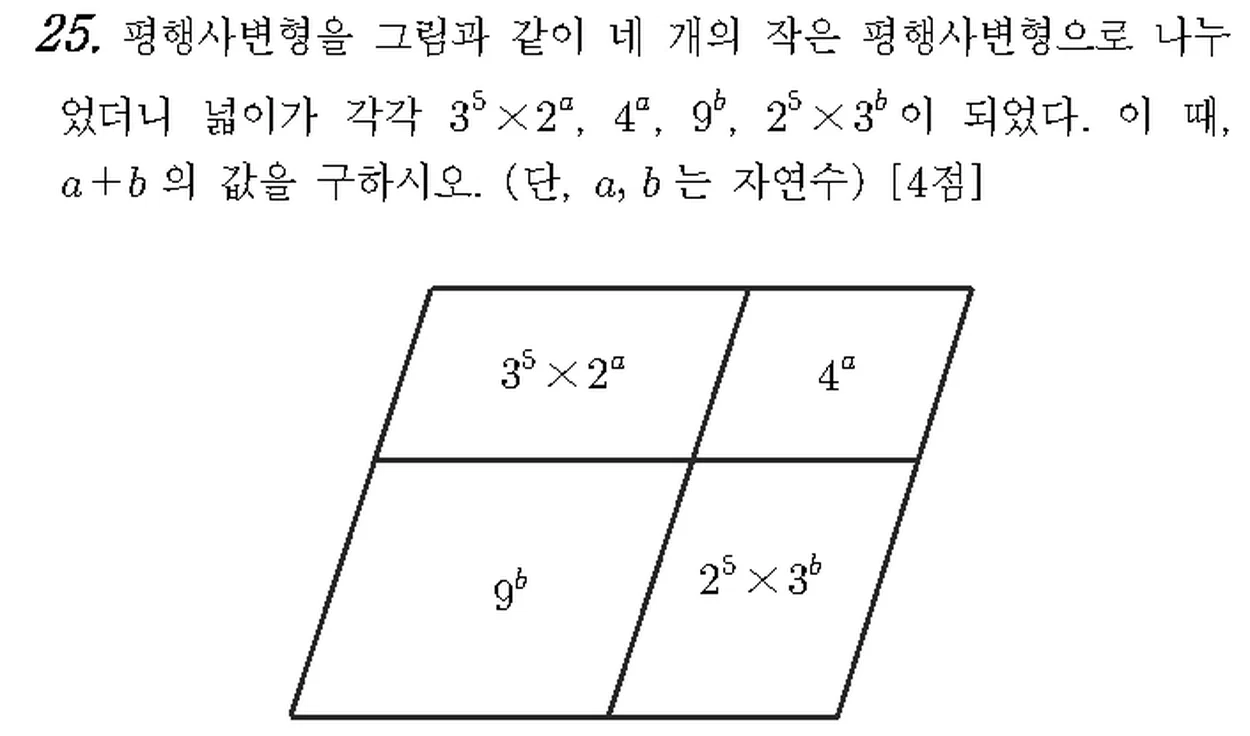 25. 평행사변형을 그림과 같이 네 개의 작은 평행사변형으로 나누
었더니 넓이가 각각 3⁵×2ᵃ, 4ᵃ, 9ᵇ, 2⁵×3ᵇ이 되었다. 이 때,
a+b의 값을 구하시오. (단, a, b는 자연수) [4점]
3⁵×2ᵃ 4ᵃ
9ᵇ 2⁵×3ᵇ